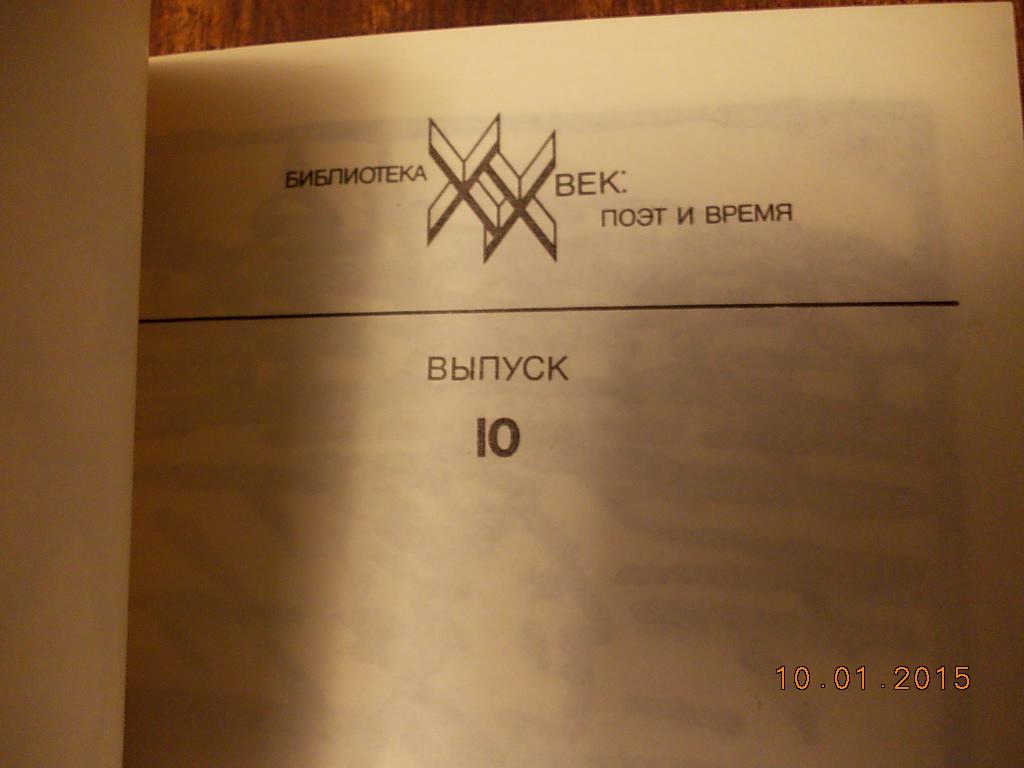 БИБЛИОТЕКА XX ВЕК:
ПОЭТ И ВРЕМЯ
ВЫПУСК
10
10.01.2015